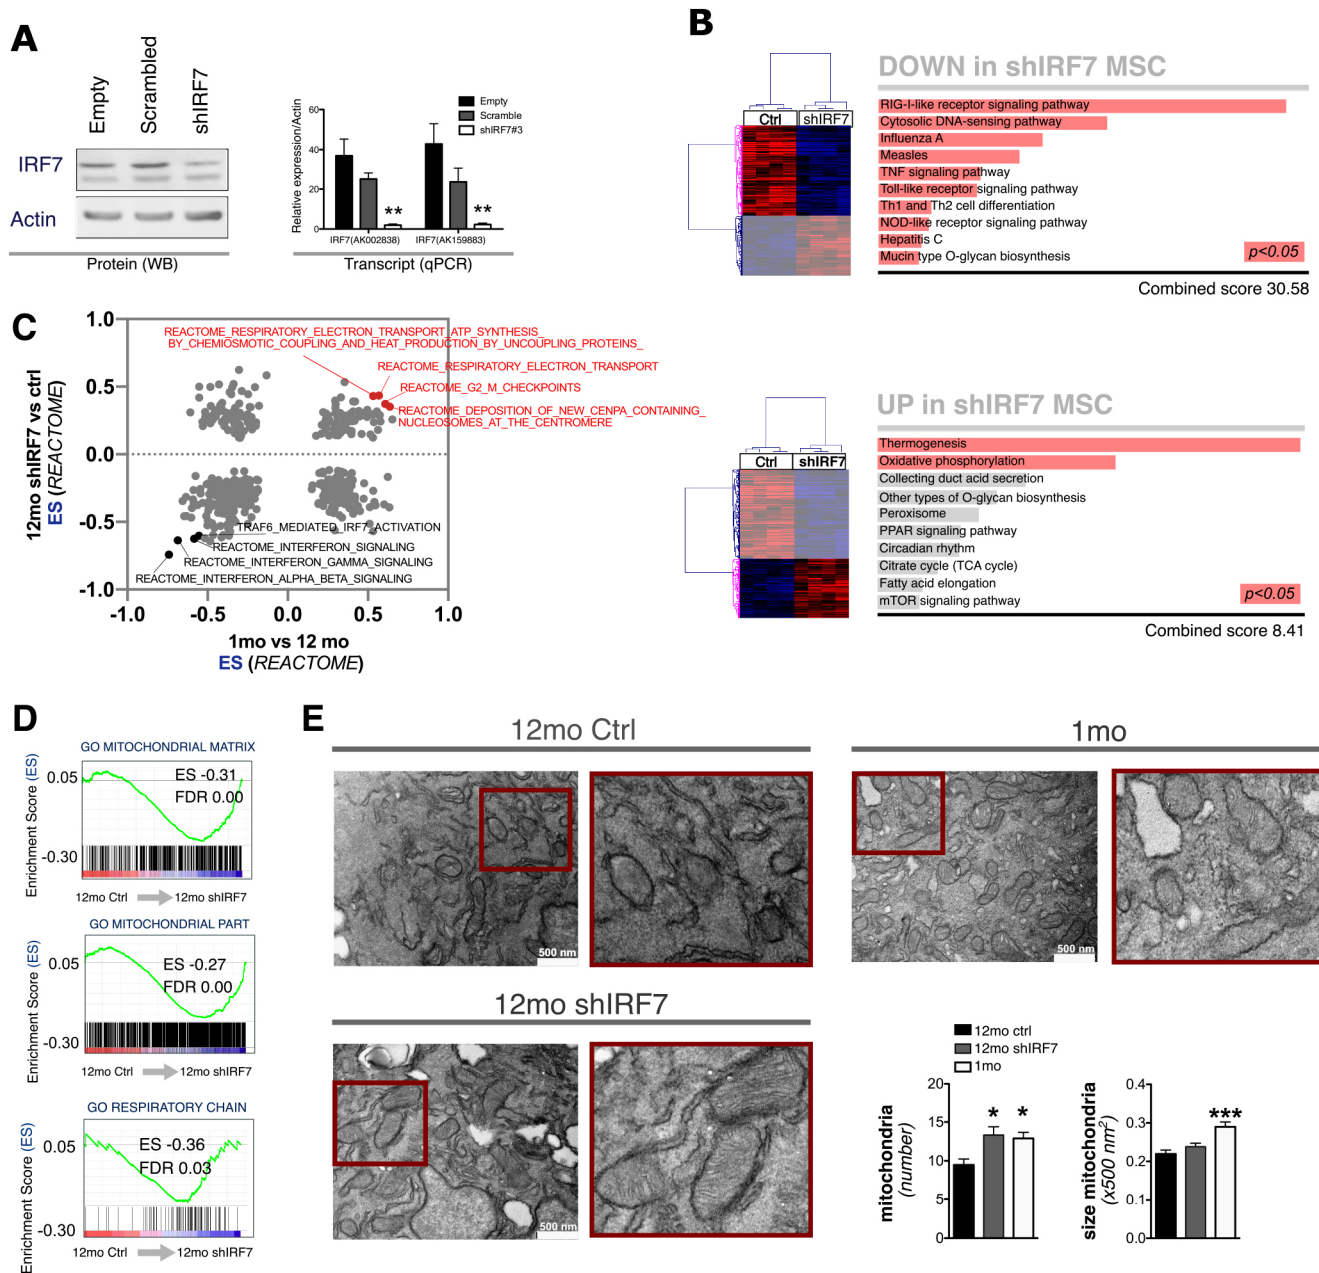 A
Empty
Scrambled
shIRF7
IRF7
Actin
Protein (WB)
Relative expression/Actin
60
40
20
0
Empty
Scramble
shIRF7#3
**
**
IRF7(AK002838)
IRF7(AK159883)
Transcript (qPCR)
B
Ctrl
shIRF7
DOWN in shIRF7 MSC
RIG-I-like receptor signaling pathway
Cytosolic DNA-sensing pathway
Influenza A
Measles
TNF signaling pathway
Toll-like receptor signaling pathway
Th1 and Th2 cell differentiation
NOD-like receptor signaling pathway
Hepatitis C
Mucin type O-glycan biosynthesis
p<0.05
Combined score 30.58
Ctrl
shIRF7
UP in shIRF7 MSC
Thermogenesis
Oxidative phosphorylation
Collecting duct acid secretion
Other types of O-glycan biosynthesis
Peroxisome
PPAR signaling pathway
Circadian rhythm
Citrate cycle (TCA cycle)
Fatty acid elongation
mTOR signaling pathway
p<0.05
Combined score 8.41
C
12mo shIRF7 vs ctrl
ES (REACTOME)
1.0
0.5
0.0
-0.5
-1.0
REACTOME_RESPIRATORY_ELECTRON_TRANSPORT_ATP_SYNTHESIS_
BY_CHEMIOSMOTIC_COUPLING_AND_HEAT_PRODUCTION_BY_UNCOUPLING_PROTEINS_
REACTOME_RESPIRATORY_ELECTRON_TRANSPORT
REACTOME_G2_M_CHECKPOINTS
REACTOME_DEPOSITION_OF_NEW_CENPA_CONTAINING_
NUCLEOSOMES_AT_THE_CENTROMERE
TRAF6_MEDIATED_IRF7_ACTIVATION
REACTOME_INTERFERON_SIGNALING
REACTOME_INTERFERON_GAMMA_SIGNALING
REACTOME_INTERFERON_ALPHA_BETA_SIGNALING
-1.0
-0.5
0.0
0.5
1.0
1mo vs 12 mo
ES (REACTOME)
D
GO MITOCHONDRIAL MATRIX
Enrichment Score (ES)
0.05
-0.30
ES -0.31
FDR 0.00
12mo Ctrl
12mo shIRF7
GO MITOCHONDRIAL PART
Enrichment Score (ES)
0.05
-0.30
ES -0.27
FDR 0.00
12mo Ctrl
12mo shIRF7
GO RESPIRATORY CHAIN
Enrichment Score (ES)
0.05
-0.30
ES -0.36
FDR 0.03
12mo Ctrl
12mo shIRF7
E
12mo Ctrl
500 nm
1mo
500 nm
12mo shIRF7
500 nm
12mo ctrl
12mo shIRF7
1mo
mitochondria
(number)
20
15
10
5
0
*
*
size mitochondria
(x500 nm²)
0.4
0.3
0.2
0.1
0.0
***